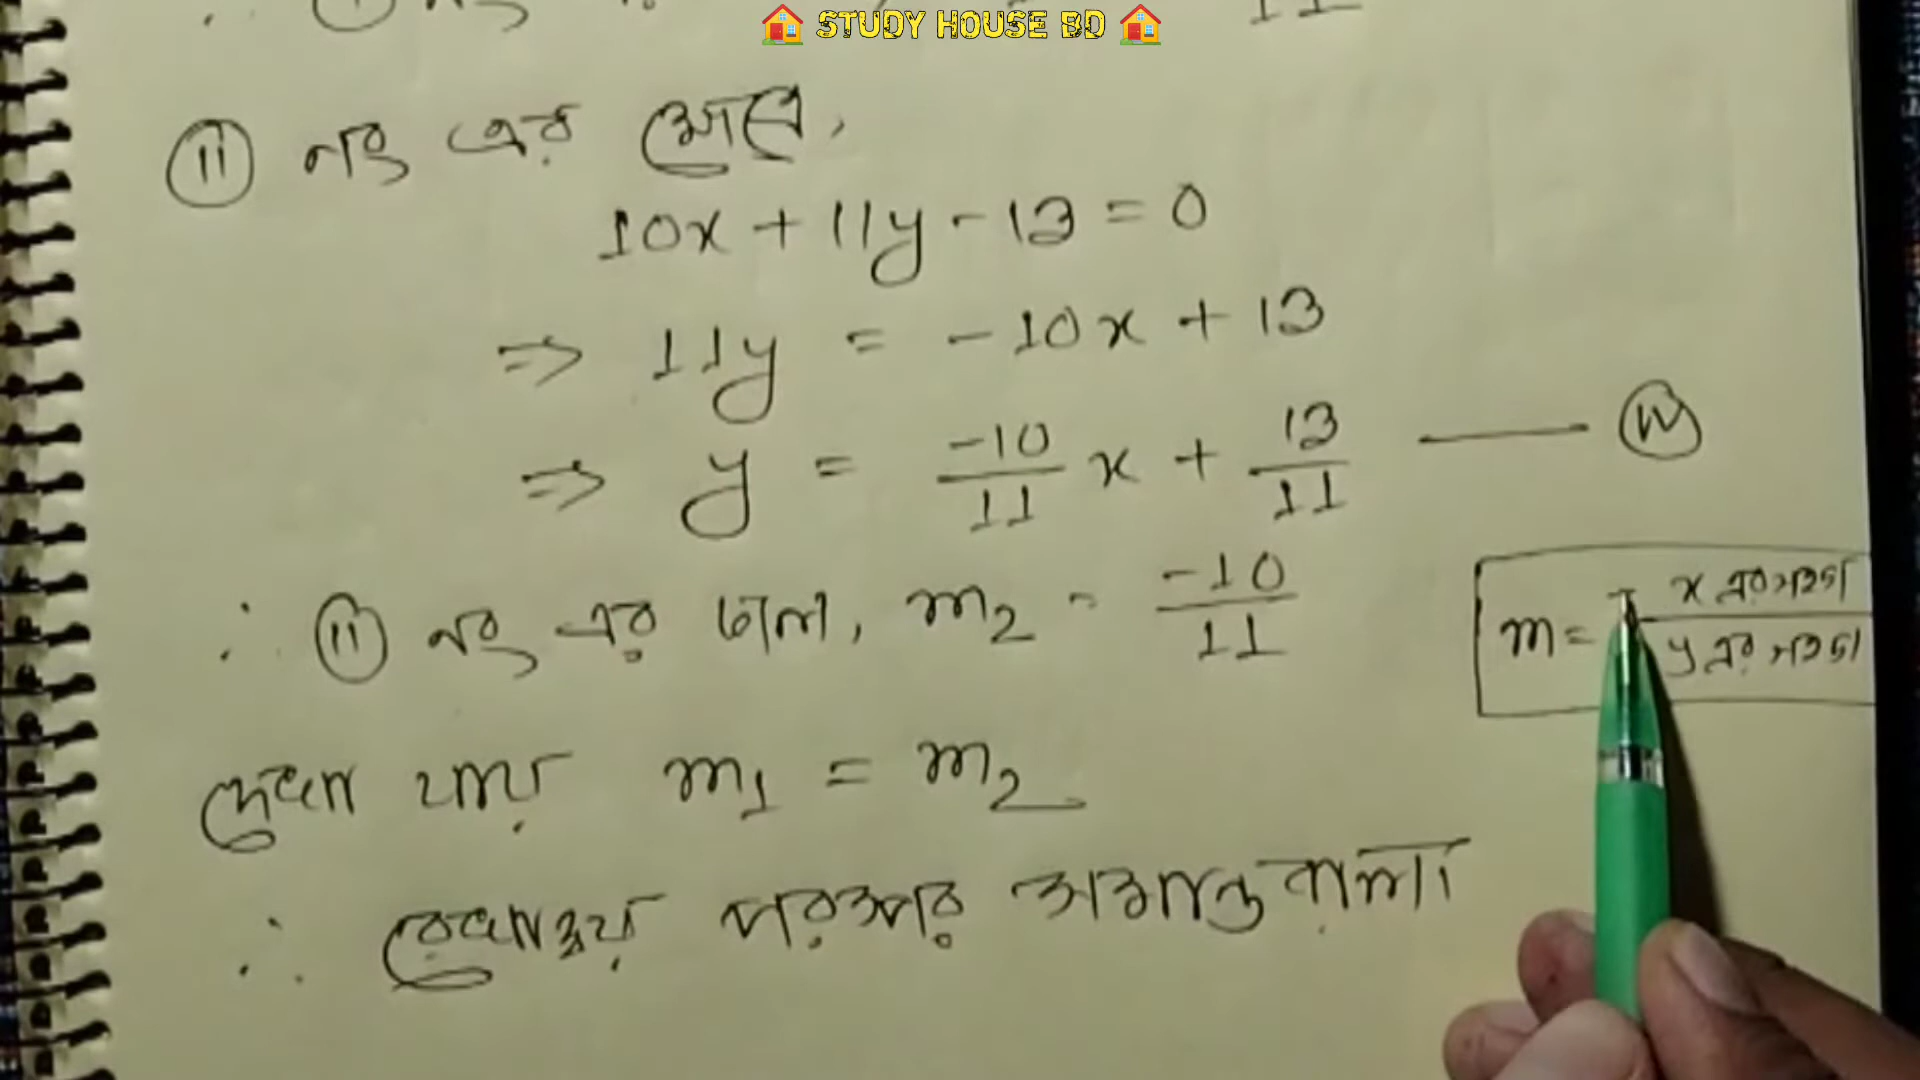 🏠 STUDY HOUSE BD 🏠
11
(ii) নং এর ক্ষেত্রে,
10x + 11y - 13 = 0
⇒ 11y = -10x + 13
⇒ y = -10/11 x + 13/11 —— (iv)
∴ (ii) নং এর ঢাল, m₂ = -10/11
m = - x এর সহগ / y এর সহগ
দেখা যায় m₁ = m₂
∴ রেখাদ্বয় পরস্পর সমান্তরাল।